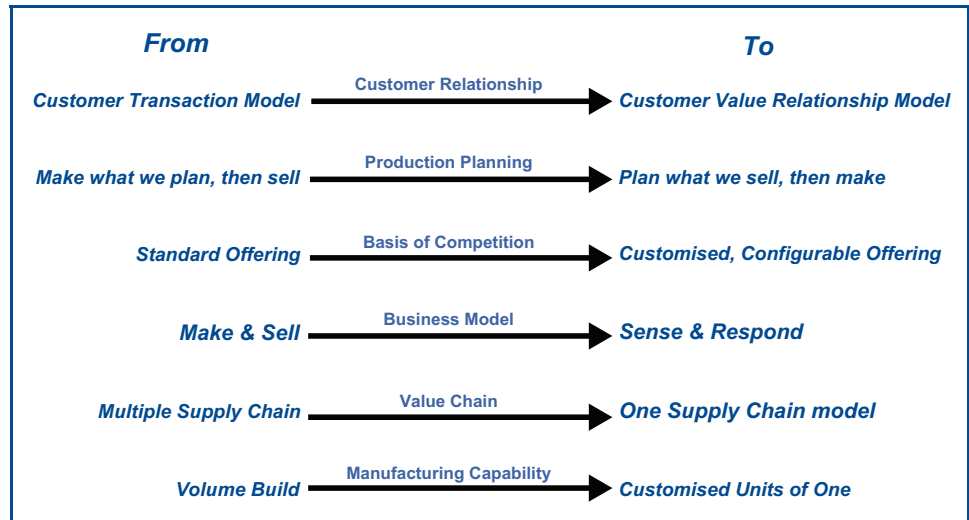 From
To
Customer Transaction Model
Customer Relationship
Customer Value Relationship Model
Make what we plan, then sell
Production Planning
Plan what we sell, then make
Standard Offering
Basis of Competition
Customised, Configurable Offering
Make & Sell
Business Model
Sense & Respond
Multiple Supply Chain
Value Chain
One Supply Chain model
Volume Build
Manufacturing Capability
Customised Units of One